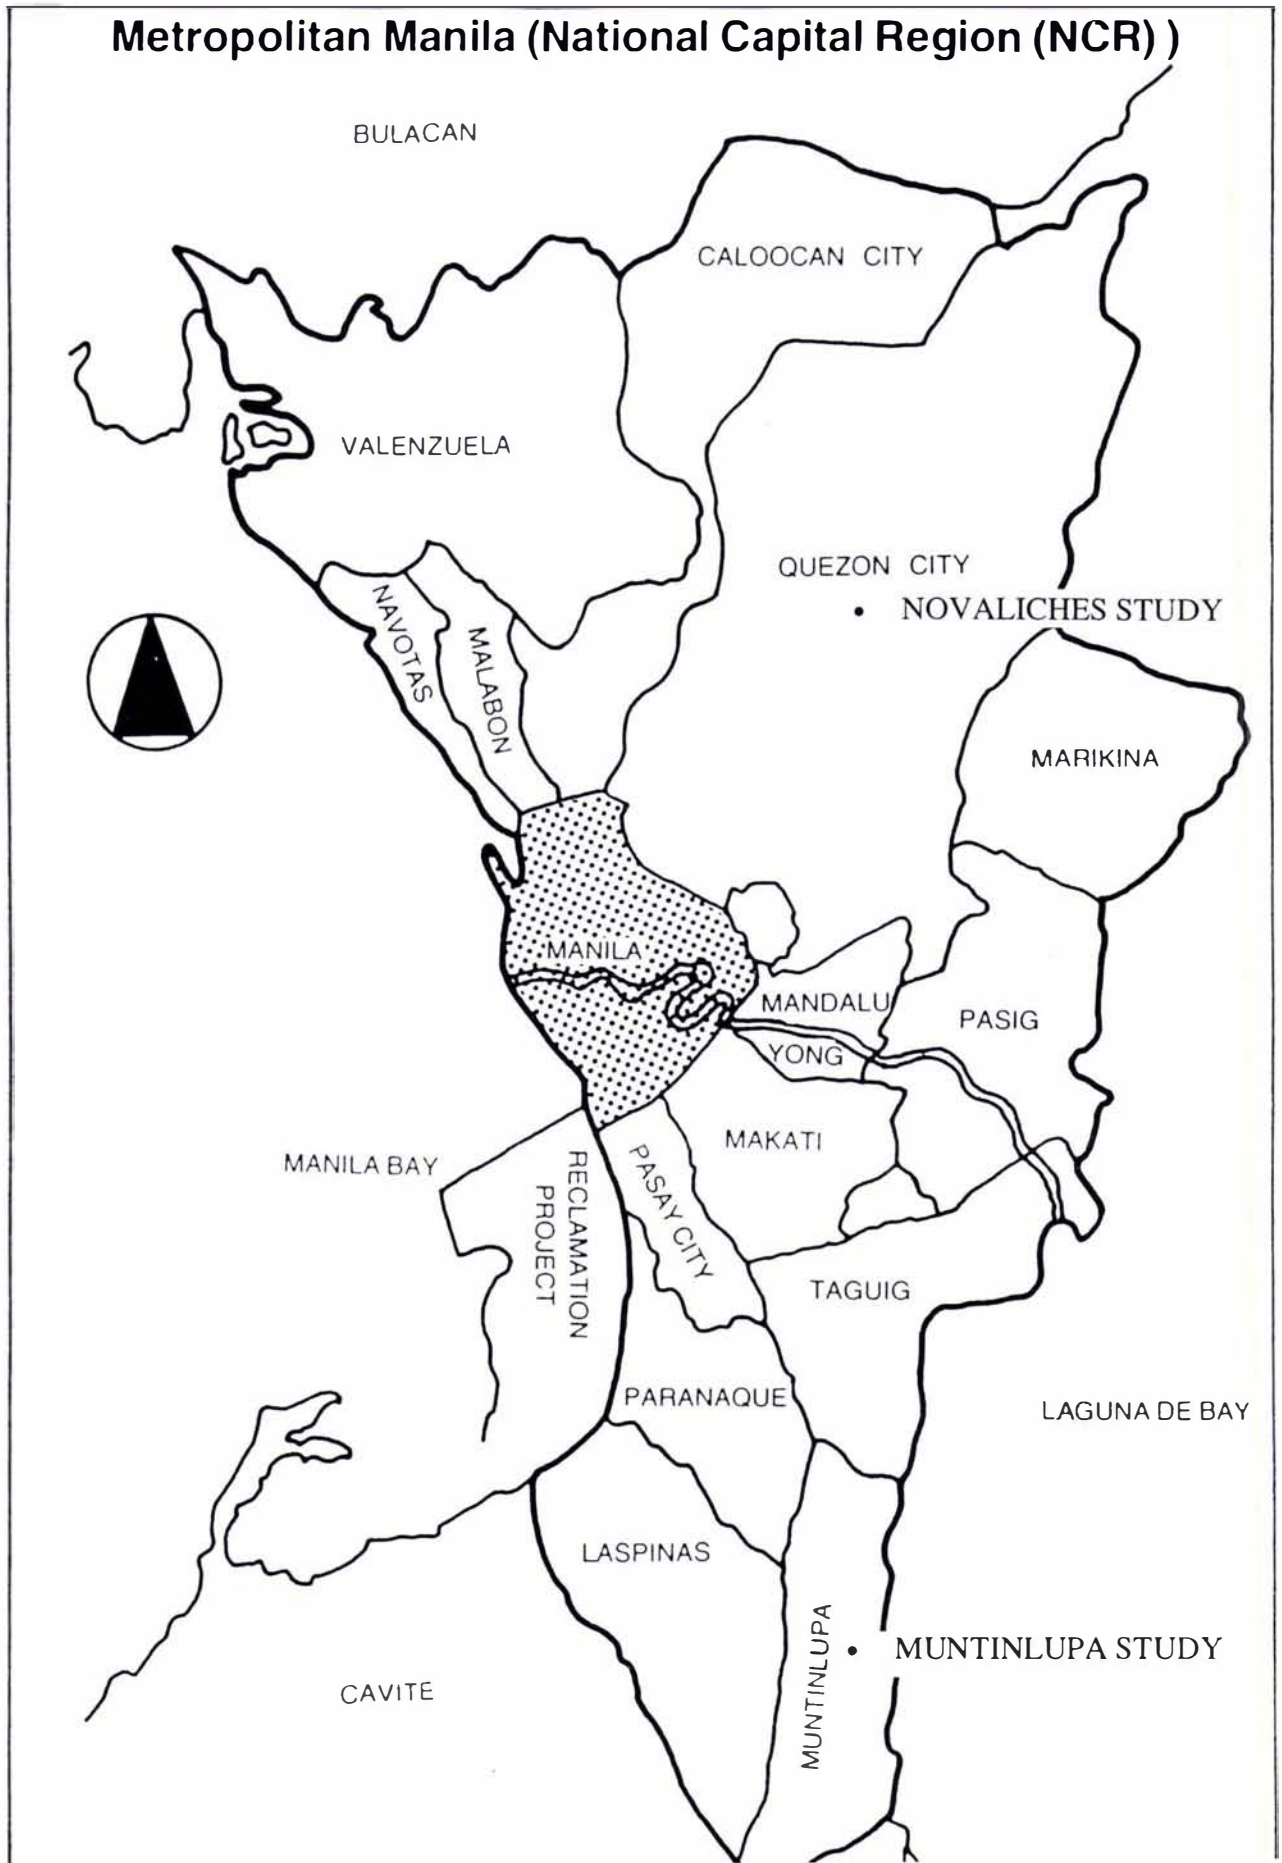 Metropolitan Manila (National Capital Region (NCR) )
BULACAN
CALOOCAN CITY
VALENZUELA
QUEZON CITY
• NOVALICHES STUDY
NAVOTAS
MALABON
MARIKINA
MANILA
MANDALU
YONG
PASIG
MAKATI
MANILA BAY
RECLAMATION
PROJECT
PASAY CITY
TAGUIG
PARANAQUE
LAGUNA DE BAY
LASPINAS
MUNTINLUPA
• MUNTINLUPA STUDY
CAVITE